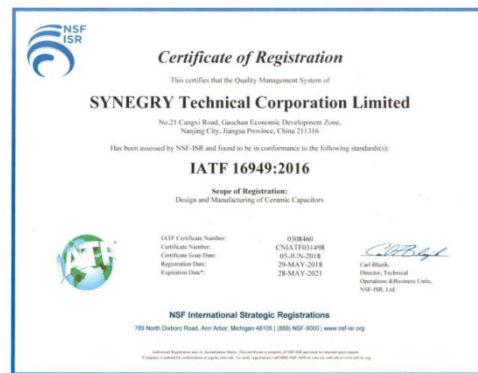 NSF
ISR
Certificate of Registration
This certifies that the Quality Management System of
SYNEGRY Technical Corporation Limited
No.21 Cangxi Road, Gaochun Economic Development Zone,
Nanjing City, Jiangsu Province, China 211316
Has been assessed by NSF-ISR and found to be in conformance to the following standard(s):
IATF 16949:2016
Scope of Registration:
Design and Manufacturing of Ceramic Capacitors
IATF
IATF Certificate Number: 0308460
Certificate Number: CNIATF031498
Certificate Issue Date: 05-JUN-2018
Registration Date: 29-MAY-2018
Expiration Date*: 28-MAY-2021
Carl Blazik,
Director, Technical
Operations &Business Units,
NSF-ISR, Ltd.
NSF International Strategic Registrations
789 North Dixboro Road, Ann Arbor, Michigan 48105 | (888) NSF-9000 | www.nsf-isr.org